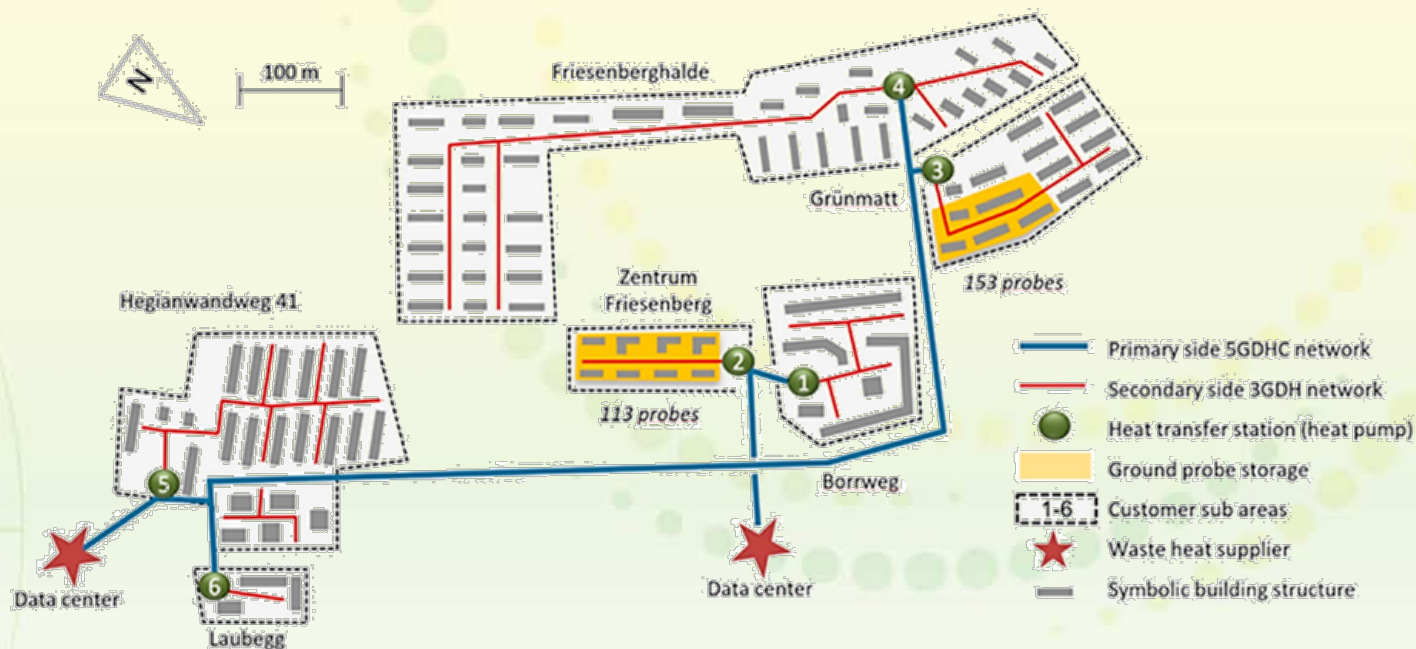 N
100 m
Friesenberghalde
4
3
Grünmatt
153 probes
Zentrum
Friesenberg
Hegianwandweg 41
2
1
113 probes
5
Borrweg
6
Data center
Data center
Laubegg
Primary side 5GDHC network
Secondary side 3GDH network
Heat transfer station (heat pump)
Ground probe storage
1-6 Customer sub areas
Waste heat supplier
Symbolic building structure